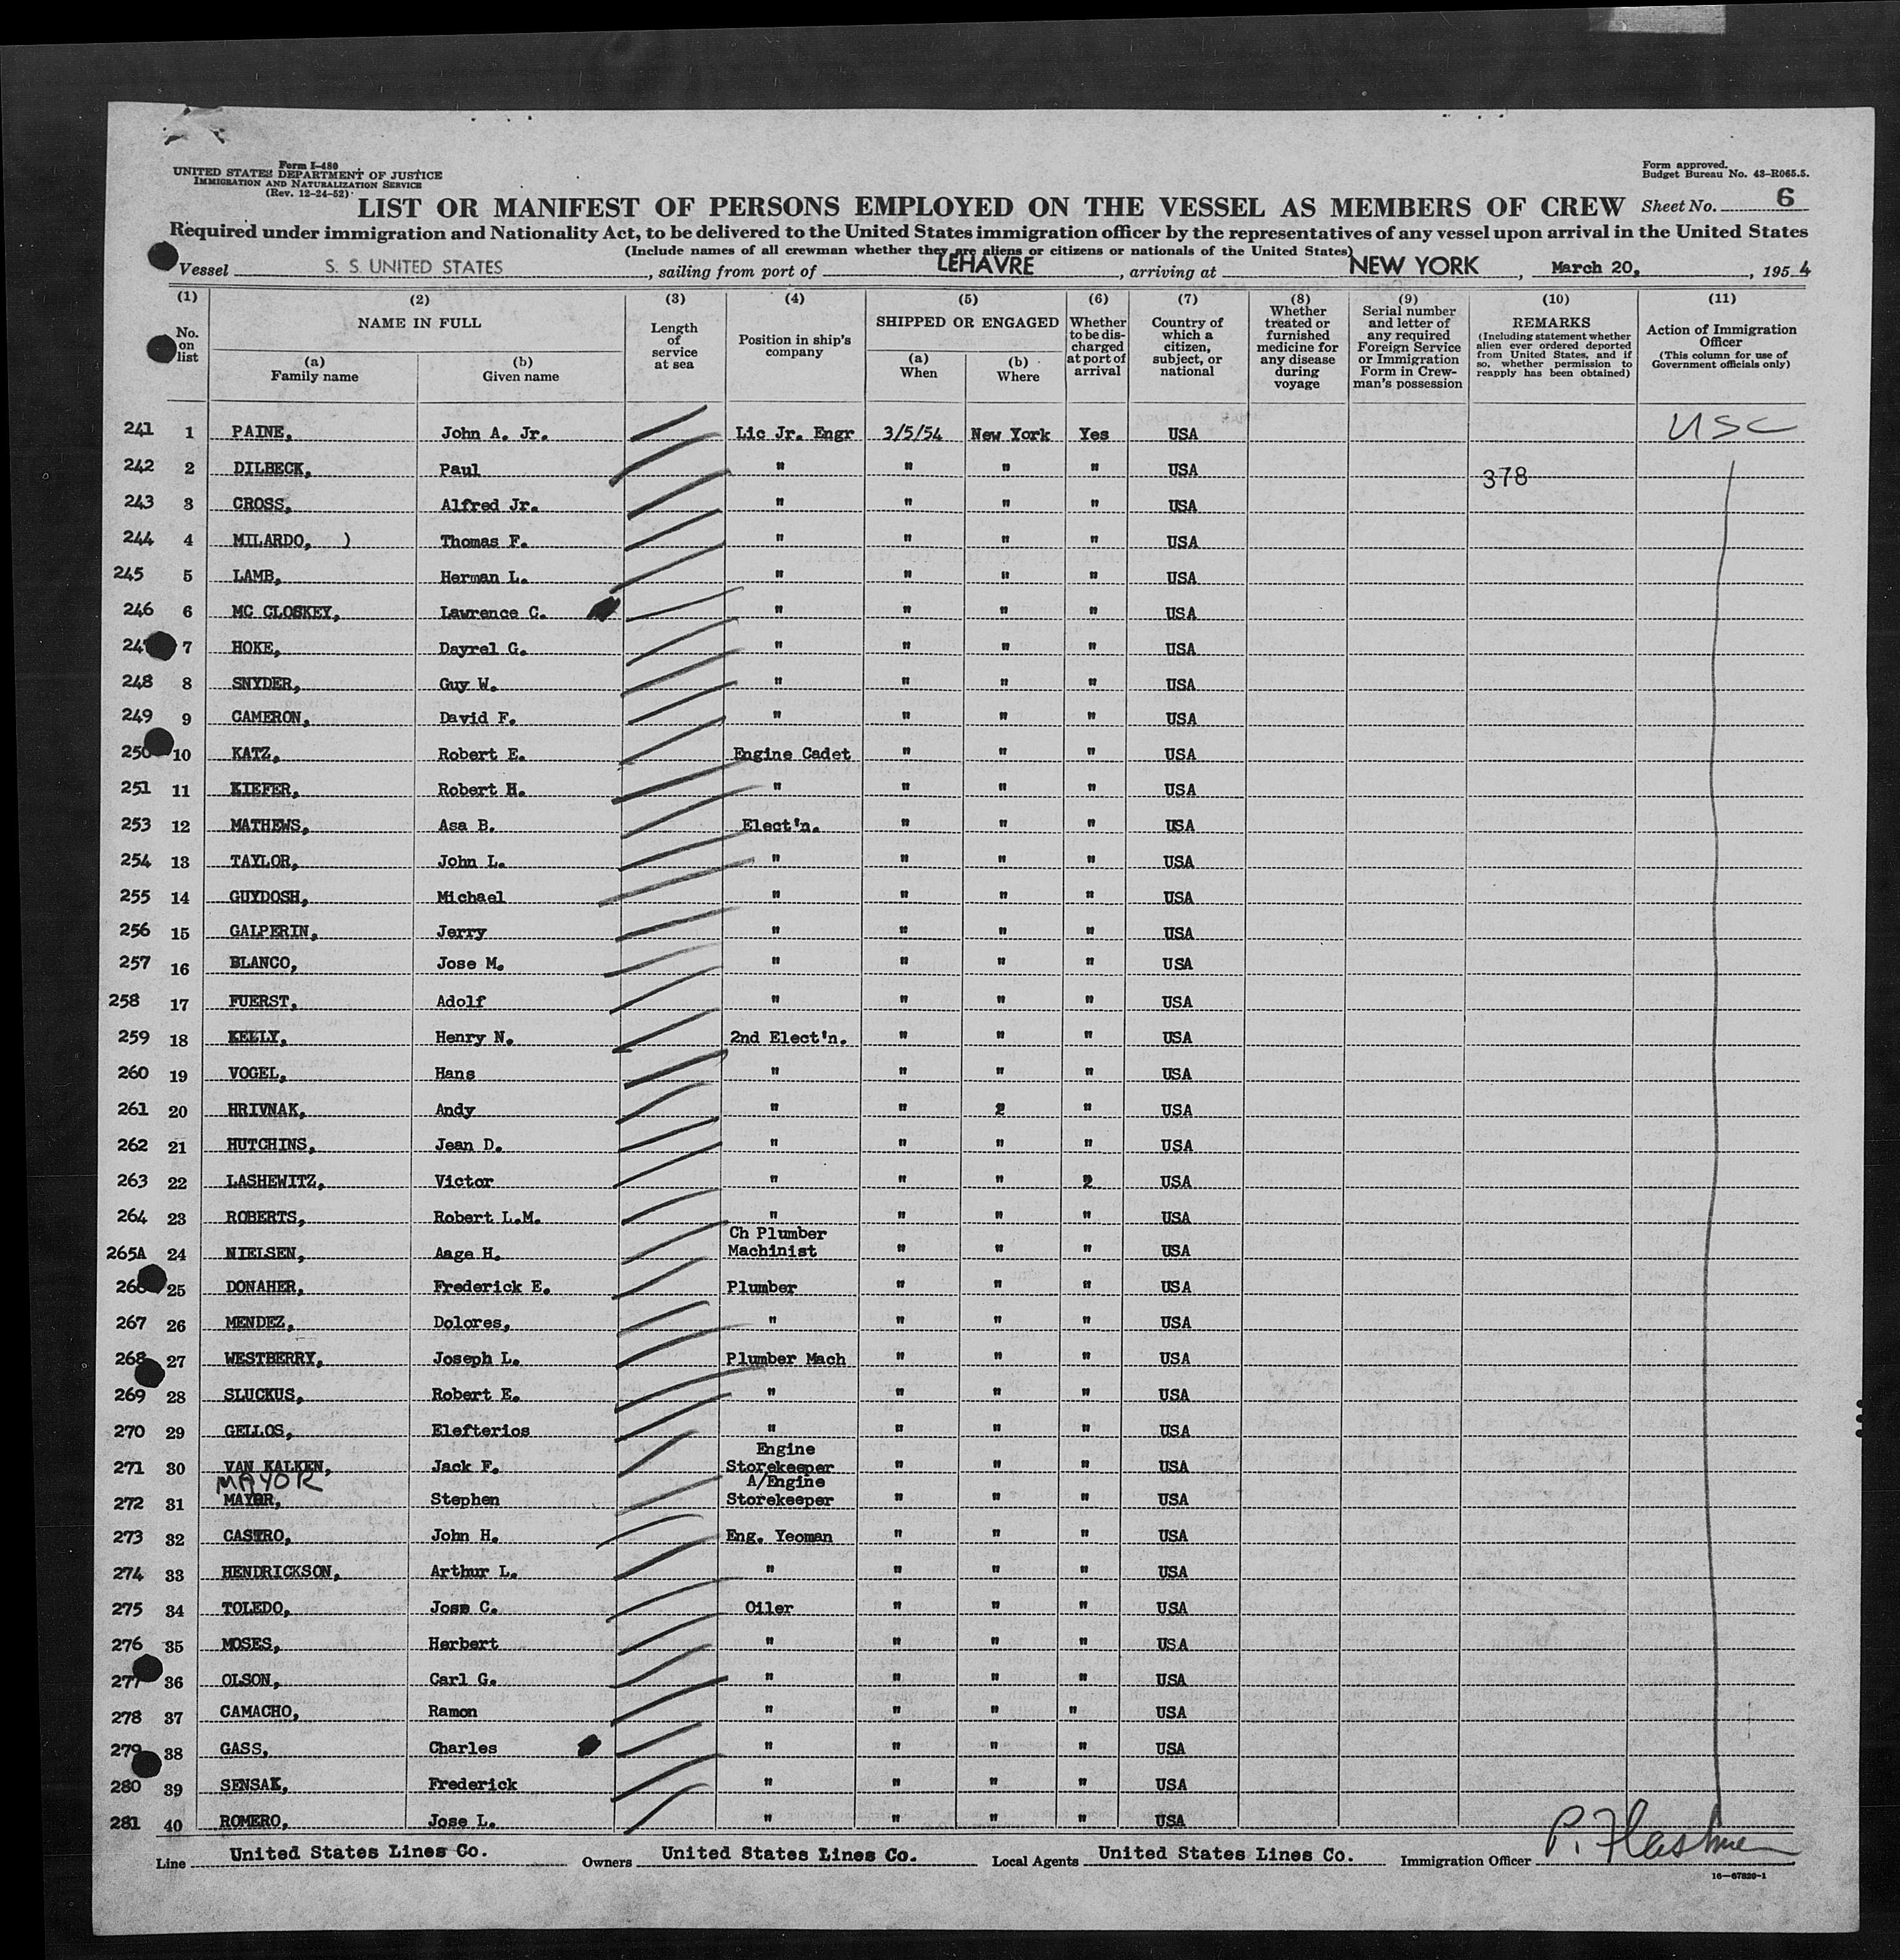 Form I-480
UNITED STATES DEPARTMENT OF JUSTICE
IMMIGRATION AND NATURALIZATION SERVICE
(Rev. 12-24-52)
Form approved.
Budget Bureau No. 43-R065.5.
LIST OR MANIFEST OF PERSONS EMPLOYED ON THE VESSEL AS MEMBERS OF CREW Sheet No. 6
Required under immigration and Nationality Act, to be delivered to the United States immigration officer by the representatives of any vessel upon arrival in the United States
(Include names of all crewman whether they are aliens or citizens or nationals of the United States)
Vessel S. S. UNITED STATES, sailing from port of LEHAVRE, arriving at NEW YORK, March 20, 1954
(1) No. on list
(2) NAME IN FULL
(a) Family name
(b) Given name
(3) Length of service at sea
(4) Position in ship's company
(5) SHIPPED OR ENGAGED
(a) When
(b) Where
(6) Whether to be discharged at port of arrival
(7) Country of which a citizen, subject, or national
(8) Whether treated or furnished medicine for any disease during voyage
(9) Serial number and letter of any required Foreign Service or Immigration Form in Crewman's possession
(10) REMARKS (Including statement whether alien ever ordered deported from United States, and if so, whether permission to reapply has been obtained)
(11) Action of Immigration Officer (This column for use of Government officials only)
241 1 PAINE, John A. Jr. Lic Jr. Engr 3/5/54 New York Yes USA USC
242 2 DILBECK, Paul " " " " USA 378
243 3 CROSS, Alfred Jr. " " " " USA
244 4 MILARDO, ) Thomas F. " " " " USA
245 5 LAMB, Herman L. " " " " USA
246 6 MC CLOSKEY, Lawrence C. " " " " USA
247 7 HOKE, Dayrel G. " " " " USA
248 8 SNYDER, Guy W. " " " " USA
249 9 CAMERON, David F. " " " " USA
250 10 KATZ, Robert E. Engine Cadet " " " USA
251 11 KIEFER, Robert H. " " " " USA
253 12 MATHEWS, Asa B. Elect'n. " " " USA
254 13 TAYLOR, John L. " " " " USA
255 14 GUYDOSH, Michael " " " " USA
256 15 GALPERIN, Jerry " " " " USA
257 16 BLANCO, Jose M. " " " " USA
258 17 FUERST, Adolf " " " " USA
259 18 KELLY, Henry N. 2nd Elect'n. " " " USA
260 19 VOGEL, Hans " " " " USA
261 20 HRIVNAK, Andy " " 2 " USA
262 21 HUTCHINS, Jean D. " " " " USA
263 22 LASHEWITZ, Victor " " " 2 USA
264 23 ROBERTS, Robert L.M. " " " " USA
265A 24 NIELSEN, Aage H. Ch Plumber Machinist " " " USA
266 25 DONAHER, Frederick E. Plumber " " " USA
267 26 MENDEZ, Dolores, " " " " USA
268 27 WESTBERRY, Joseph L. Plumber Mach " " " USA
269 28 SLUCKUS, Robert E. " " " " USA
270 29 GELLOS, Elefterios " " " " USA
271 30 VAN KALKEN, Jack F. Engine Storekeeper " " " USA
MAYOR
272 31 MAYOR, Stephen A/Engine Storekeeper " " " USA
273 32 CASTRO, John H. Eng. Yeoman " " " USA
274 33 HENDRICKSON, Arthur L. " " " " USA
275 34 TOLEDO, Jose C. Oiler " " " USA
276 35 MOSES, Herbert " " " " USA
277 36 OLSON, Carl G. " " " " USA
278 37 CAMACHO, Ramon " " " " USA
279 38 GASS, Charles " " " " USA
280 39 SENSAK, Frederick " " " " USA
281 40 ROMERO, Jose L. " " " " USA
Line United States Lines Co. Owners United States Lines Co. Local Agents United States Lines Co. Immigration Officer P.
16-67820-1